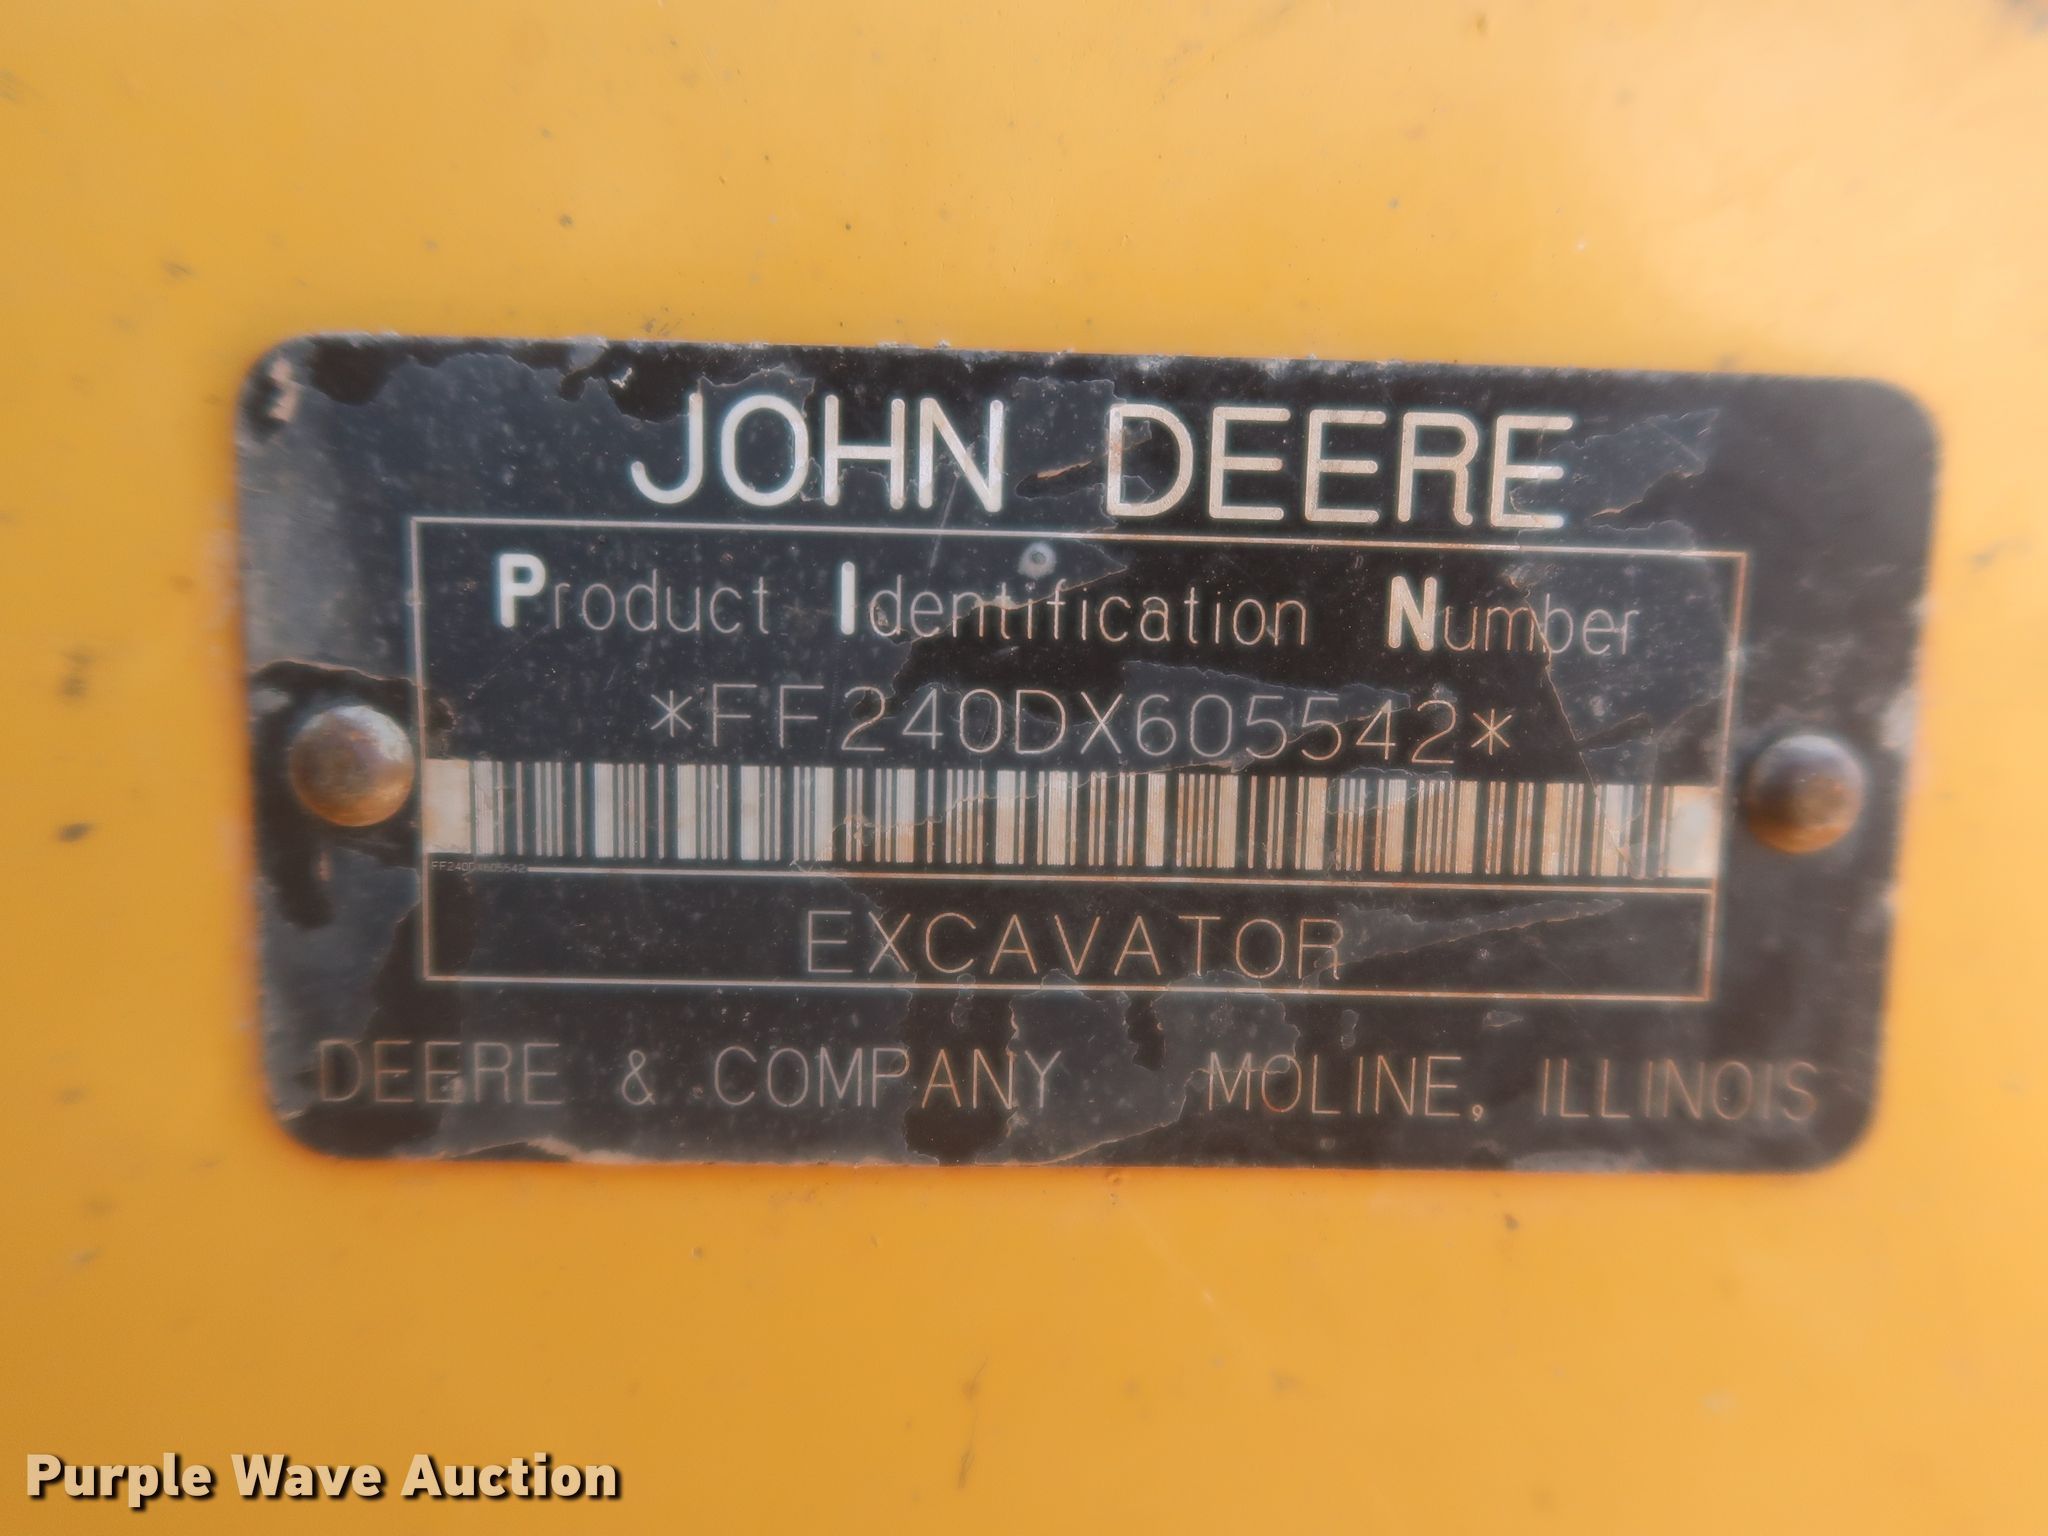 JOHN DEERE
Product Identification Number
*FF240DX605542*
FF240DX605542
EXCAVATOR
DEERE & COMPANY MOLINE, ILLINOIS
Purple Wave Auction